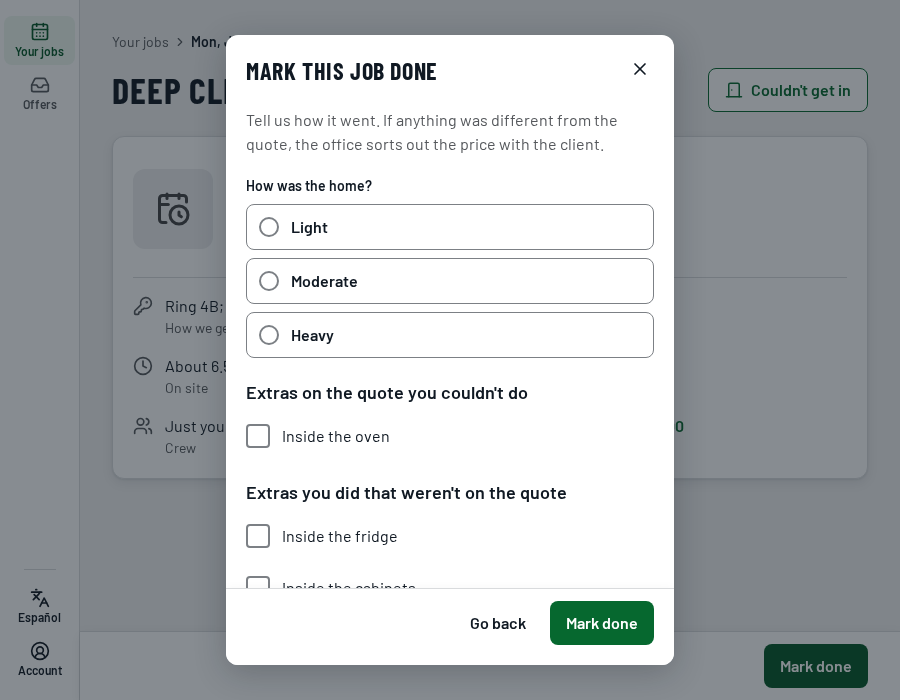 Your jobs
Offers
Español
Account
Your jobs
Mon,
DEEP CL
Couldn't get in
Ring 4B;
How we
About 6.5
On site
Just you
Crew
Mark done
MARK THIS JOB DONE
Tell us how it went. If anything was different from the
quote, the office sorts out the price with the client.
How was the home?
Light
Moderate
Heavy
Extras on the quote you couldn't do
Inside the oven
Extras you did that weren't on the quote
Inside the fridge
Inside the cabinets
Go back
Mark done